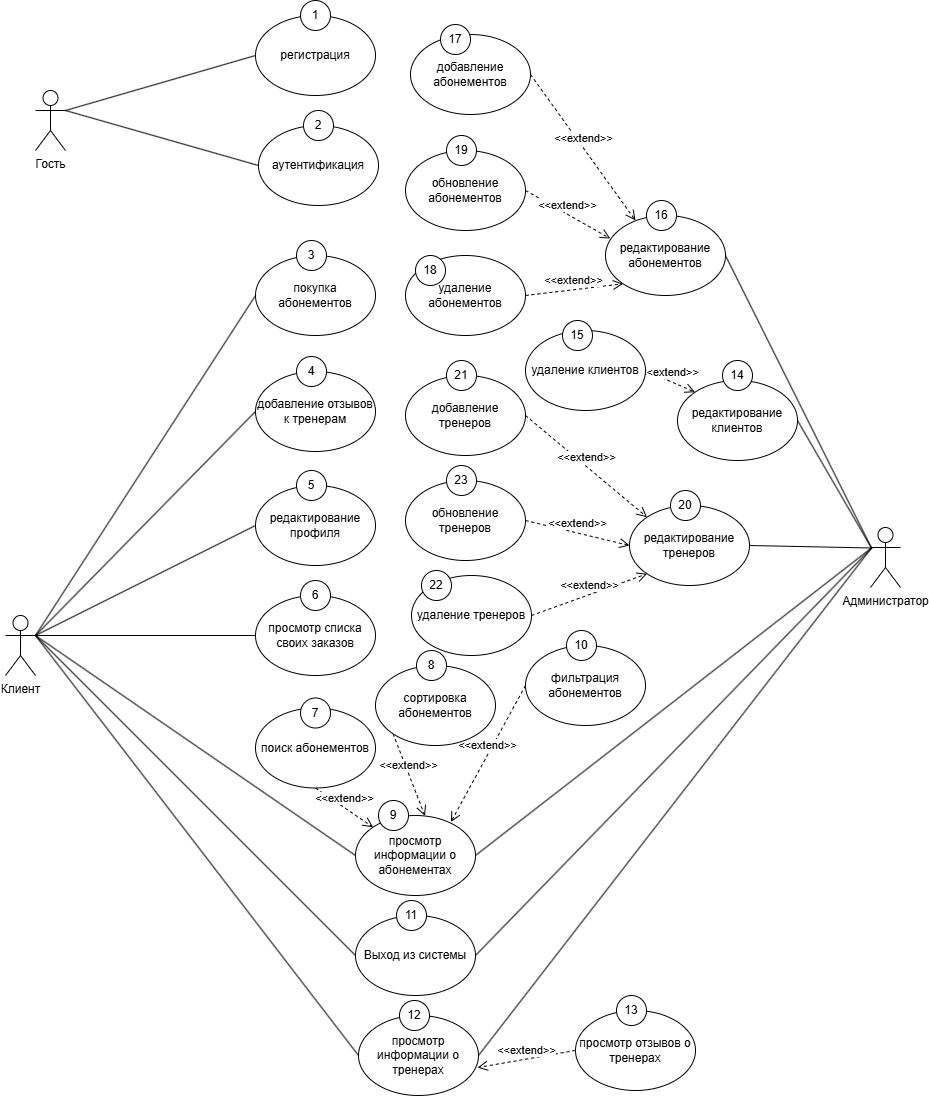 1
регистрация
17
добавление
абонементов
Гость
2
аутентификация
<<extend>>
19
обновление
абонементов
<<extend>>
16
редактирование
абонементов
3
покупка
абонементов
18
удаление
абонементов
<<extend>>
15
удаление клиентов
<<extend>>
14
редактирование
клиентов
4
добавление отзывов
к тренерам
21
добавление
тренеров
<<extend>>
5
редактирование
профиля
23
обновление
тренеров
<<extend>>
20
редактирование
тренеров
Администратор
6
просмотр списка
своих заказов
22
удаление тренеров
<<extend>>
Клиент
7
поиск абонементов
<<extend>>
8
сортировка
абонементов
<<extend>>
10
фильтрация
абонементов
<<extend>>
9
просмотр
информации о
абонементах
11
Выход из системы
12
просмотр
информации о
тренерах
<<extend>>
13
просмотр отзывов о
тренерах